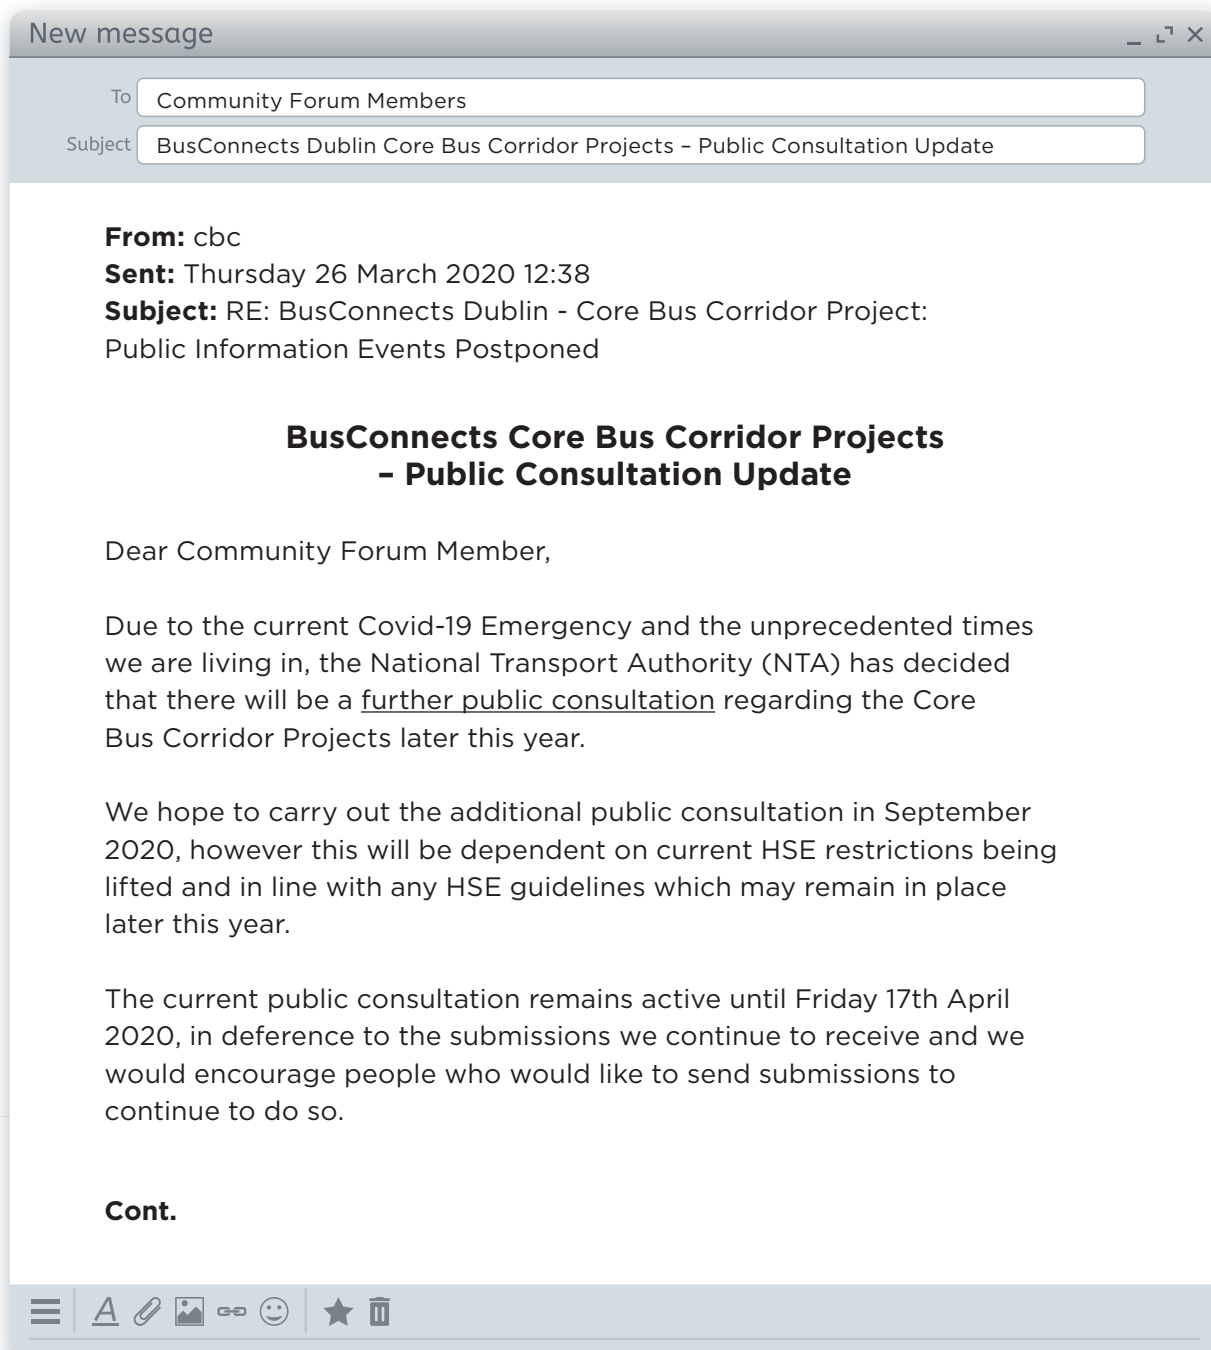 New message
To Community Forum Members
Subject BusConnects Dublin Core Bus Corridor Projects – Public Consultation Update
From: cbc
Sent: Thursday 26 March 2020 12:38
Subject: RE: BusConnects Dublin - Core Bus Corridor Project:
Public Information Events Postponed
BusConnects Core Bus Corridor Projects
– Public Consultation Update
Dear Community Forum Member,
Due to the current Covid-19 Emergency and the unprecedented times
we are living in, the National Transport Authority (NTA) has decided
that there will be a further public consultation regarding the Core
Bus Corridor Projects later this year.
We hope to carry out the additional public consultation in September
2020, however this will be dependent on current HSE restrictions being
lifted and in line with any HSE guidelines which may remain in place
later this year.
The current public consultation remains active until Friday 17th April
2020, in deference to the submissions we continue to receive and we
would encourage people who would like to send submissions to
continue to do so.
Cont.
A